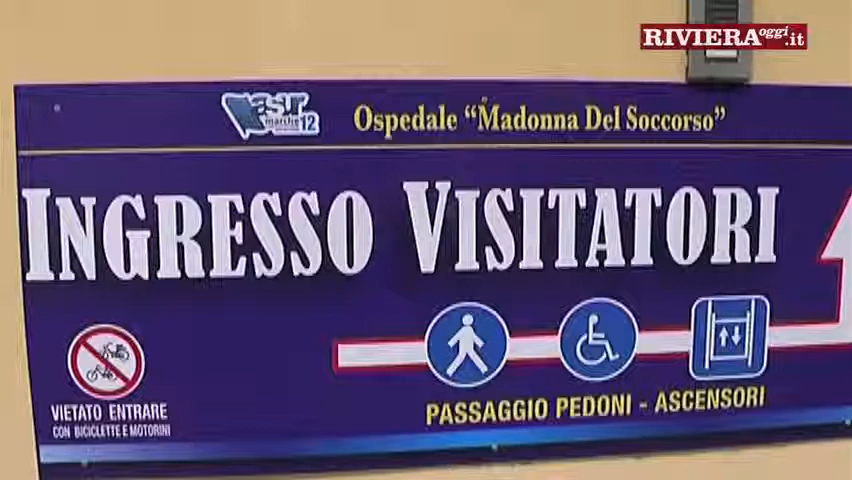 RIVIERAoggi.it
asur
marche 12
Ospedale “Madonna Del Soccorso”
INGRESSO VISITATORI
VIETATO ENTRARE
CON BICICLETTE E MOTORINI
PASSAGGIO PEDONI - ASCENSORI